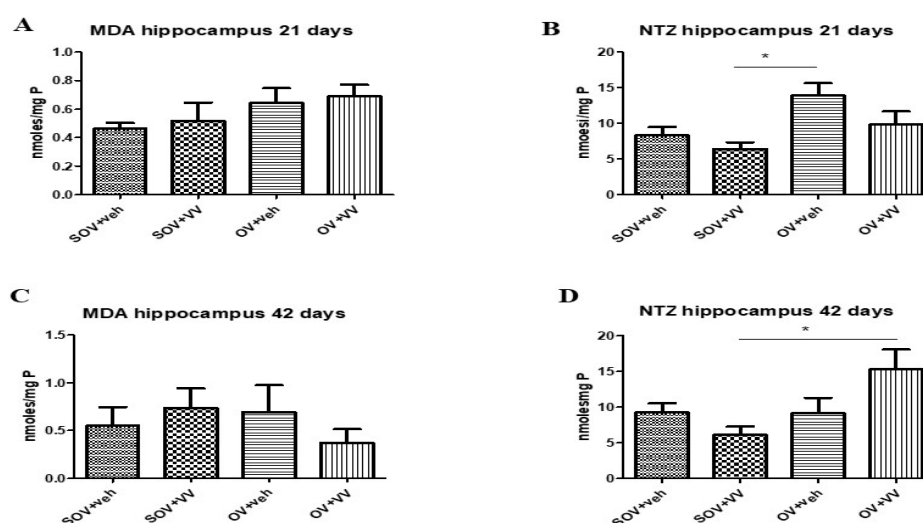 A
MDA hippocampus 21 days
nmoles/mg P
1.0
0.8
0.6
0.4
0.2
0.0
SOV+veh
SOV+VV
OV+veh
OV+VV
B
NTZ hippocampus 21 days
nmoesi/mg P
20
15
10
5
0
*
SOV+veh
SOV+VV
OV+veh
OV+VV
C
MDA hippocampus 42 days
nmoles/mg P
1.5
1.0
0.5
0.0
SOV+veh
SOV+VV
OV+veh
OV+VV
D
NTZ hippocampus 42 days
nmolesmg P
20
15
10
5
0
*
SOV+veh
SOV+VV
OV+veh
OV+VV